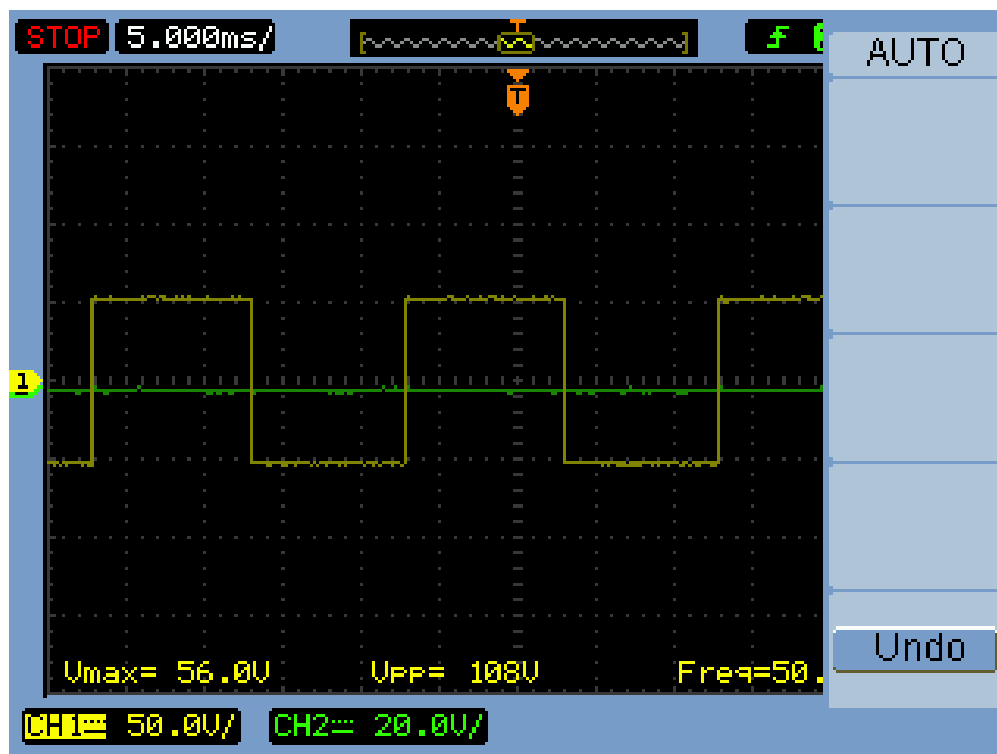 STOP 5.000ms/
T
AUTO
1
Vmax= 56.0V Vpp= 108V Freq=50.
Undo
CH1 50.0V/ CH2 20.0V/